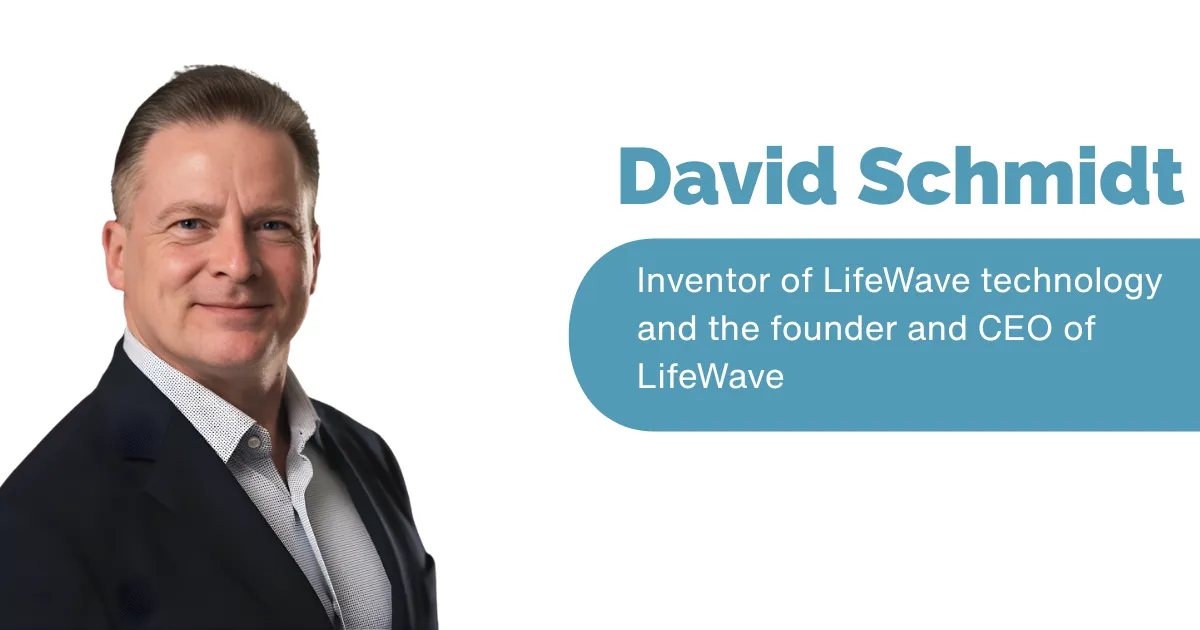 David Schmidt
Inventor of LifeWave technology
and the founder and CEO of
LifeWave